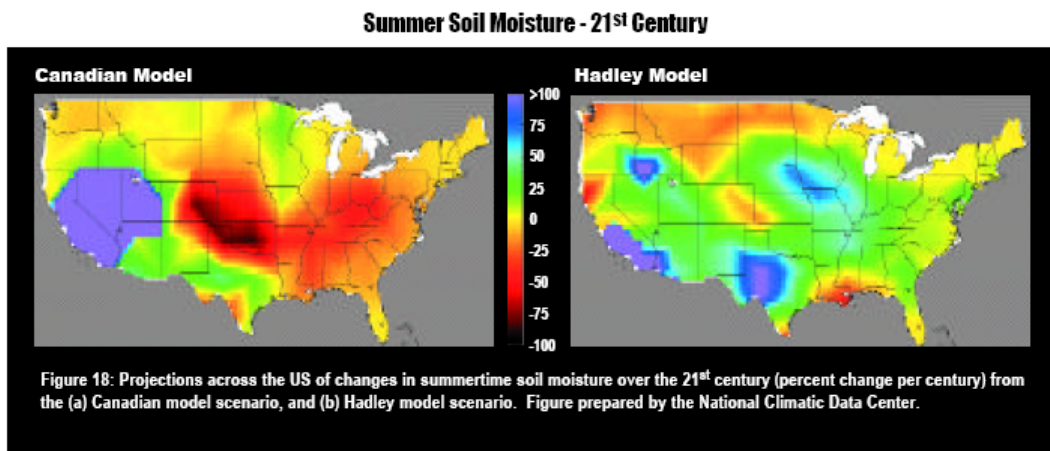 Summer Soil Moisture - 21st Century
Canadian Model
Hadley Model
>100
75
50
25
0
-25
-50
-75
-100
Figure 18: Projections across the US of changes in summertime soil moisture over the 21st century (percent change per century) from
the (a) Canadian model scenario, and (b) Hadley model scenario.  Figure prepared by the National Climatic Data Center.